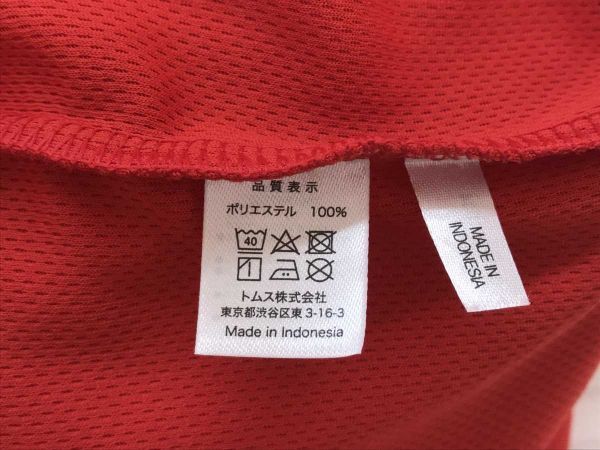 品質表示
ポリエステル 100%
40
トムス株式会社
東京都渋谷区東 3-16-3
Made in Indonesia
MADE IN
INDONESIA